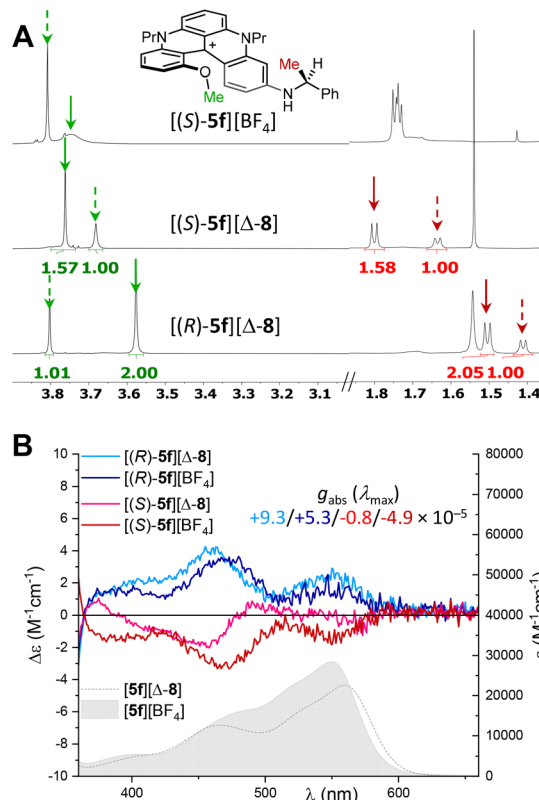 A
NPr
NPr
+
O
Me
Me
H
N
H
Ph
[(S)-5f][BF4]
[(S)-5f][Δ-8]
1.57 1.00
1.58 1.00
[(R)-5f][Δ-8]
1.01 2.00
2.05 1.00
3.8 3.7 3.6 3.5 3.4 3.3 3.2 3.1 // 1.8 1.7 1.6 1.5 1.4
B
[(R)-5f][Δ-8]
[(R)-5f][BF4]
[(S)-5f][Δ-8]
[(S)-5f][BF4]
gabs (λmax)
+9.3/+5.3/-0.8/-4.9 × 10⁻⁵
[5f][Δ-8]
[5f][BF4]
10
8
6
4
2
0
-2
-4
-6
-8
-10
Δε (M⁻¹cm⁻¹)
80000
70000
60000
50000
40000
30000
20000
10000
0
400 500 600
λ (nm)